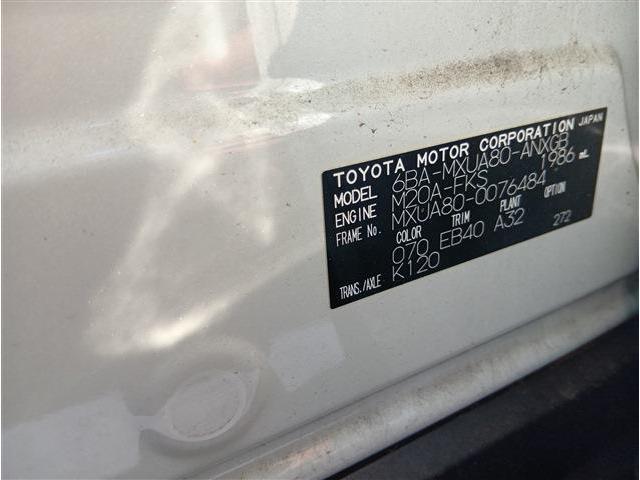 TOYOTA MOTOR CORPORATION JAPAN
MODEL 6BA-MXUA80-ANXGB
ENGINE M20A-FKS 1986 mL
FRAME No. MXUA80-0076484
COLOR TRIM PLANT OPTION
070 EB40 A32 272
TRANS./AXLE K120